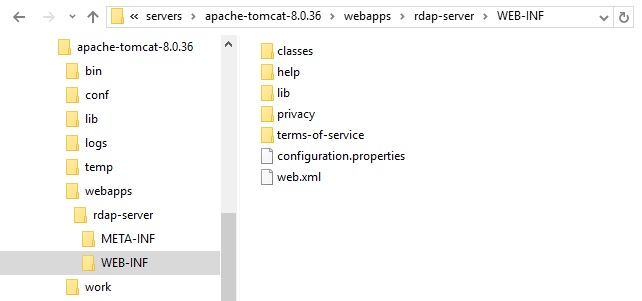 « servers > apache-tomcat-8.0.36 > webapps > rdap-server > WEB-INF
apache-tomcat-8.0.36
bin
conf
lib
logs
temp
webapps
rdap-server
META-INF
WEB-INF
work
classes
help
lib
privacy
terms-of-service
configuration.properties
web.xml